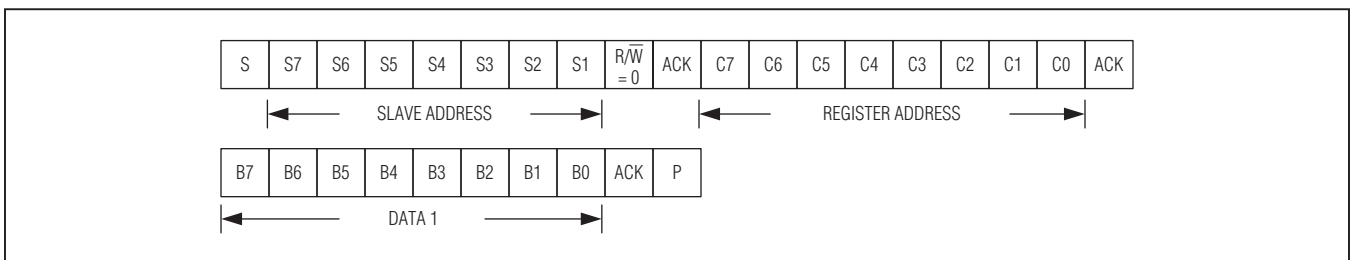 S S7 S6 S5 S4 S3 S2 S1 R/W̅ = 0 ACK C7 C6 C5 C4 C3 C2 C1 C0 ACK
SLAVE ADDRESS REGISTER ADDRESS
B7 B6 B5 B4 B3 B2 B1 B0 ACK P
DATA 1